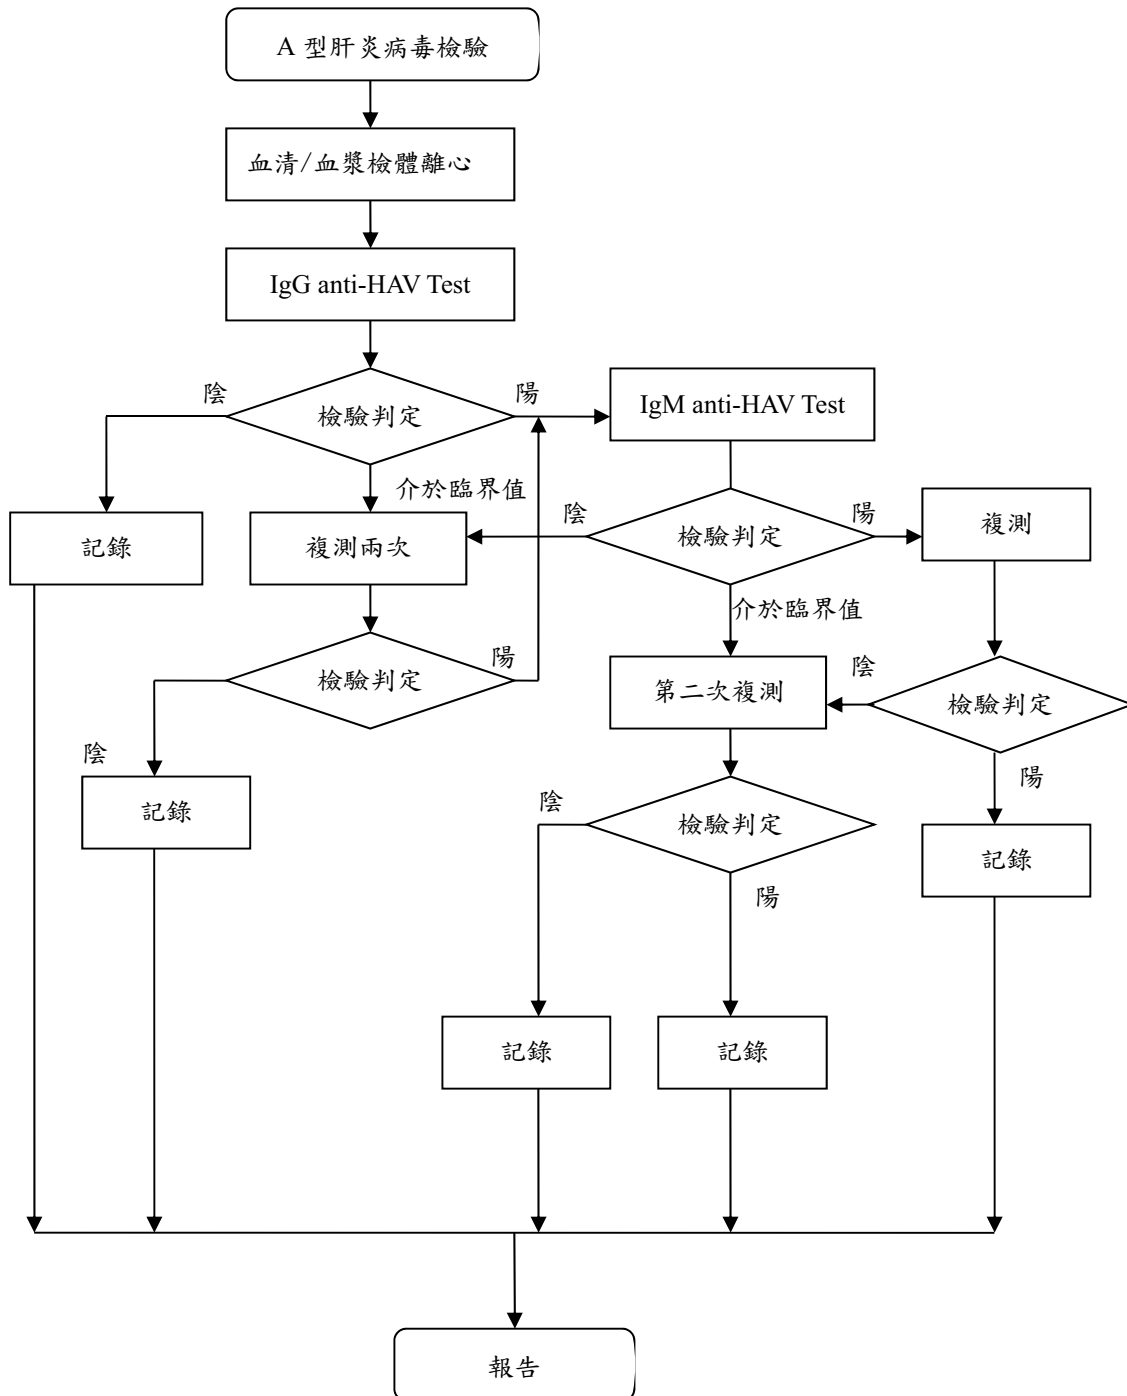 A 型肝炎病毒檢驗
血清/血漿檢體離心
IgG anti-HAV Test
陰
陽
檢驗判定
IgM anti-HAV Test
介於臨界值
記錄
複測兩次
陰
檢驗判定
陽
複測
介於臨界值
檢驗判定
陽
第二次複測
陰
檢驗判定
陰
記錄
陽
陰
檢驗判定
記錄
陽
記錄
記錄
報告